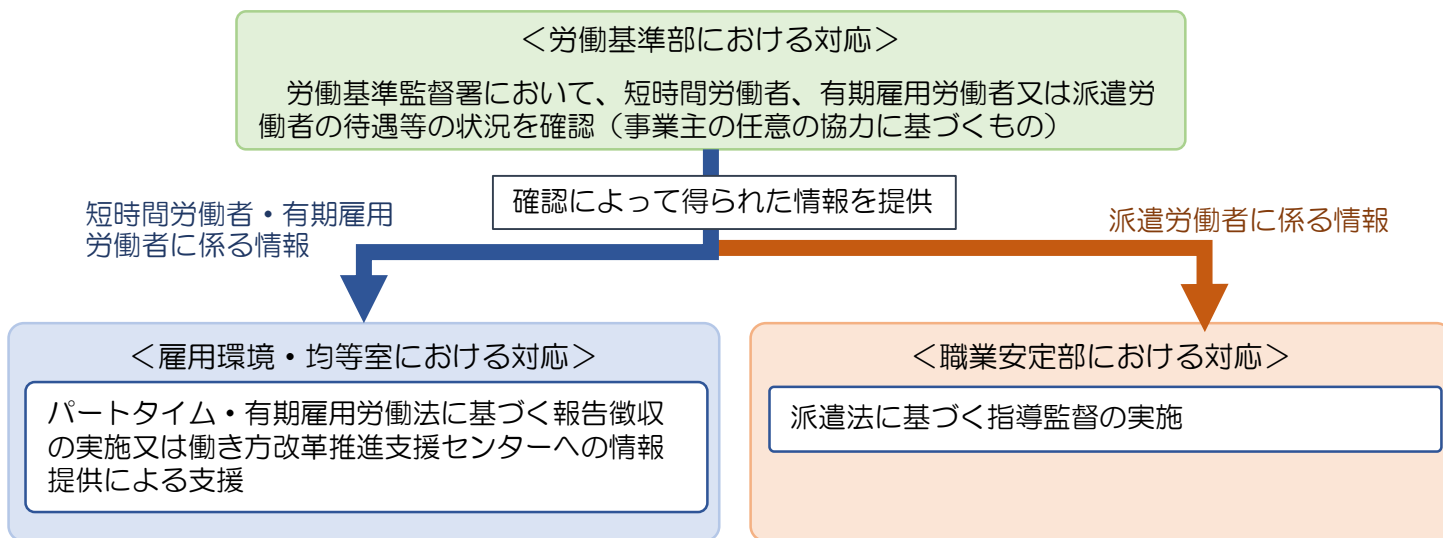 ＜労働基準部における対応＞
労働基準監督署において、短時間労働者、有期雇用労働者又は派遣労
働者の待遇等の状況を確認（事業主の任意の協力に基づくもの）
確認によって得られた情報を提供
短時間労働者・有期雇用
労働者に係る情報
派遣労働者に係る情報
＜雇用環境・均等室における対応＞
パートタイム・有期雇用労働法に基づく報告徴収
の実施又は働き方改革推進支援センターへの情報
提供による支援
＜職業安定部における対応＞
派遣法に基づく指導監督の実施